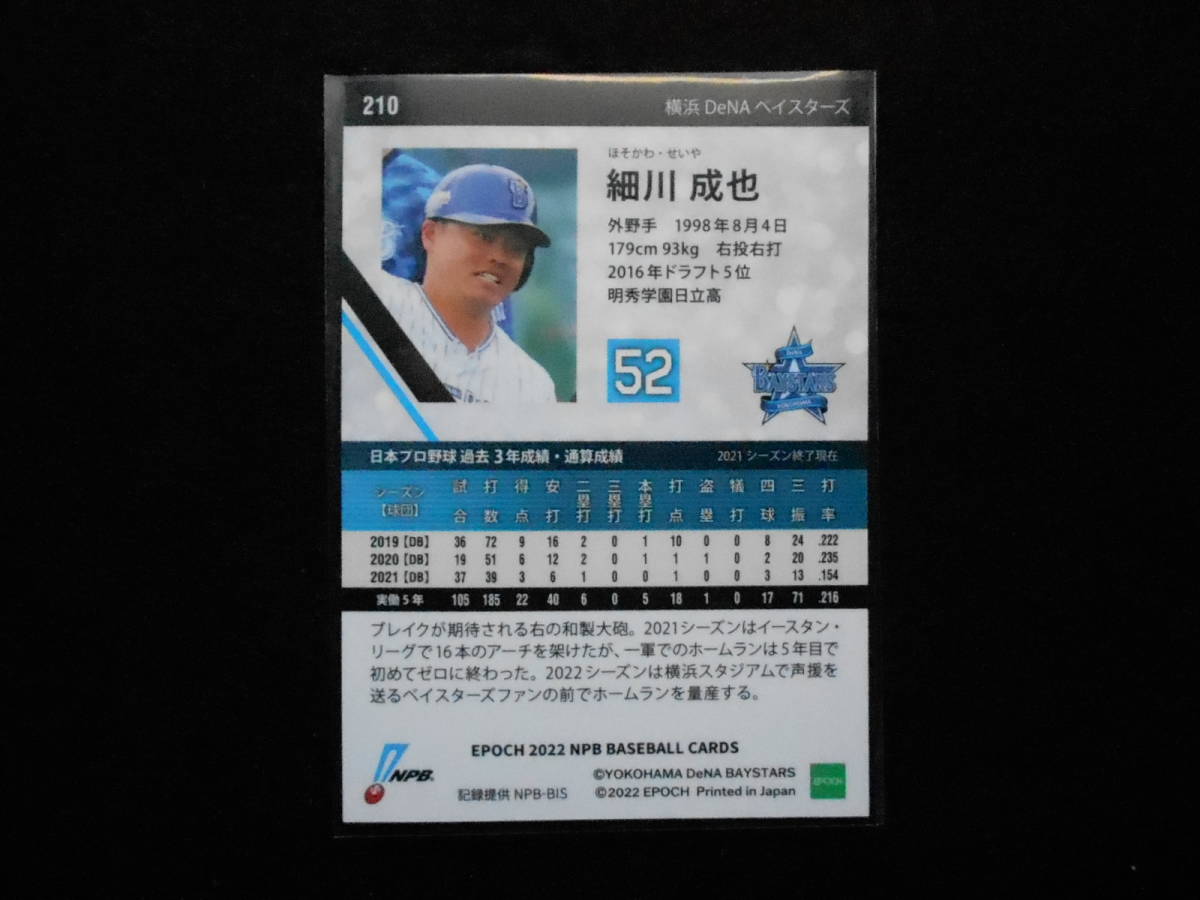 210
横浜 DeNA ベイスターズ
ほそかわ・せいや
細川 成也
外野手 1998年8月4日
179cm 93kg 右投右打
2016年ドラフト5位
明秀学園日立高
52
DeNA
BAYSTARS
YOKOHAMA
日本プロ野球 過去3年成績・通算成績 2021 シーズン終了現在
シーズン【球団】 試合 打数 得点 安打 二塁打 三塁打 本塁打 打点 盗塁 犠打 四球 三振 打率
2019【DB】 36 72 9 16 2 0 1 10 0 0 8 24 .222
2020【DB】 19 51 6 12 2 0 1 1 1 0 2 20 .235
2021【DB】 37 39 3 6 1 0 0 1 0 0 3 13 .154
実働5年 105 185 22 40 6 0 5 18 1 0 17 71 .216
ブレイクが期待される右の和製大砲。2021シーズンはイースタン・
リーグで16本のアーチを架けたが、一軍でのホームランは5年目で
初めてゼロに終わった。2022シーズンは横浜スタジアムで声援を
送るベイスターズファンの前でホームランを量産する。
EPOCH 2022 NPB BASEBALL CARDS
NPB
記録提供 NPB-BIS
©YOKOHAMA DeNA BAYSTARS
©2022 EPOCH Printed in Japan
EPOCH